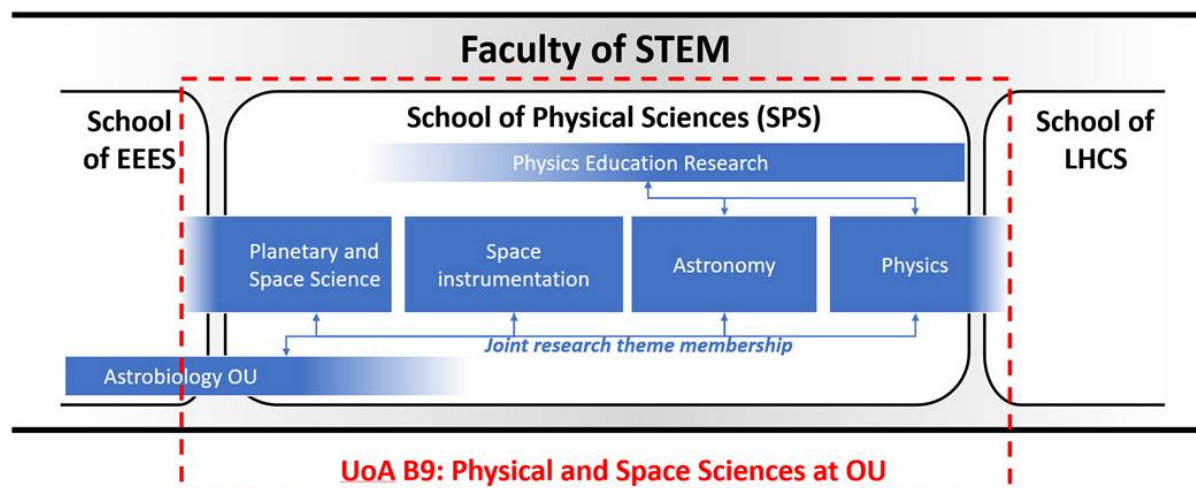 Faculty of STEM
School
of EEES
School of Physical Sciences (SPS)
School of
LHCS
Physics Education Research
Planetary and
Space Science
Space
instrumentation
Astronomy
Physics
Joint research theme membership
Astrobiology OU
UoA B9: Physical and Space Sciences at OU